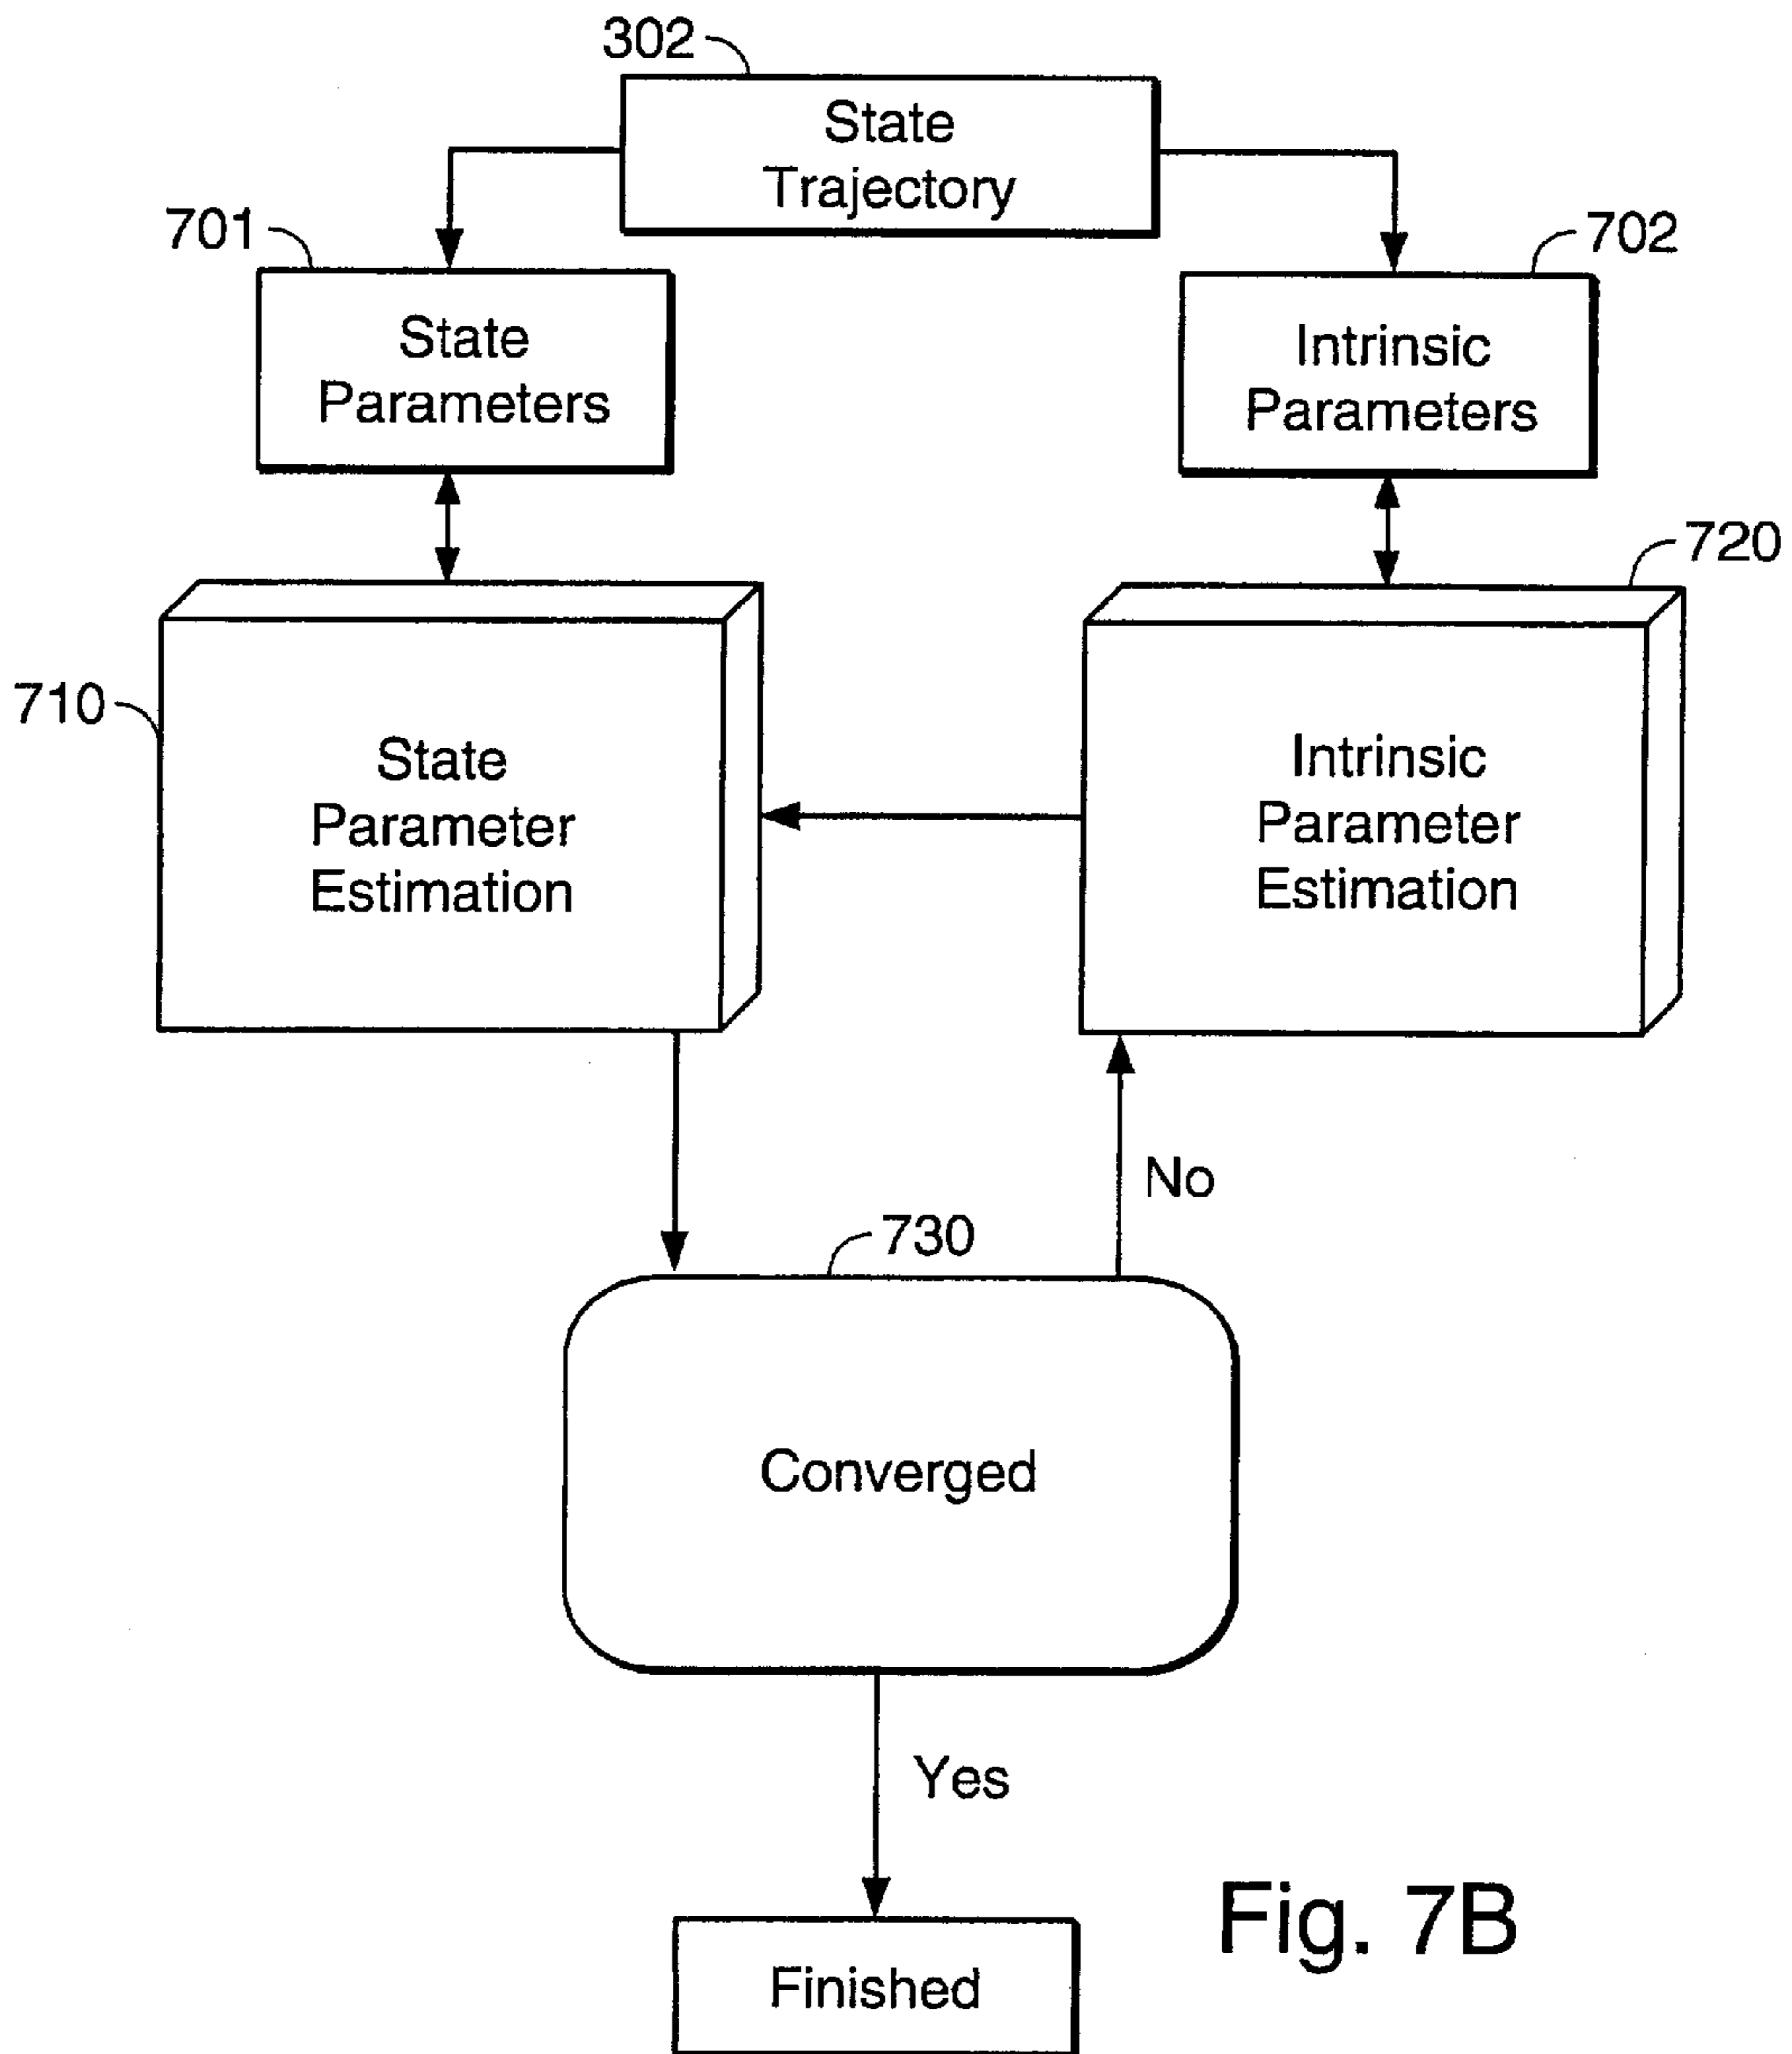 302
State
Trajectory
701
702
State
Parameters
Intrinsic
Parameters
720
710
State
Parameter
Estimation
Intrinsic
Parameter
Estimation
No
730
Converged
Yes
Finished
Fig. 7B